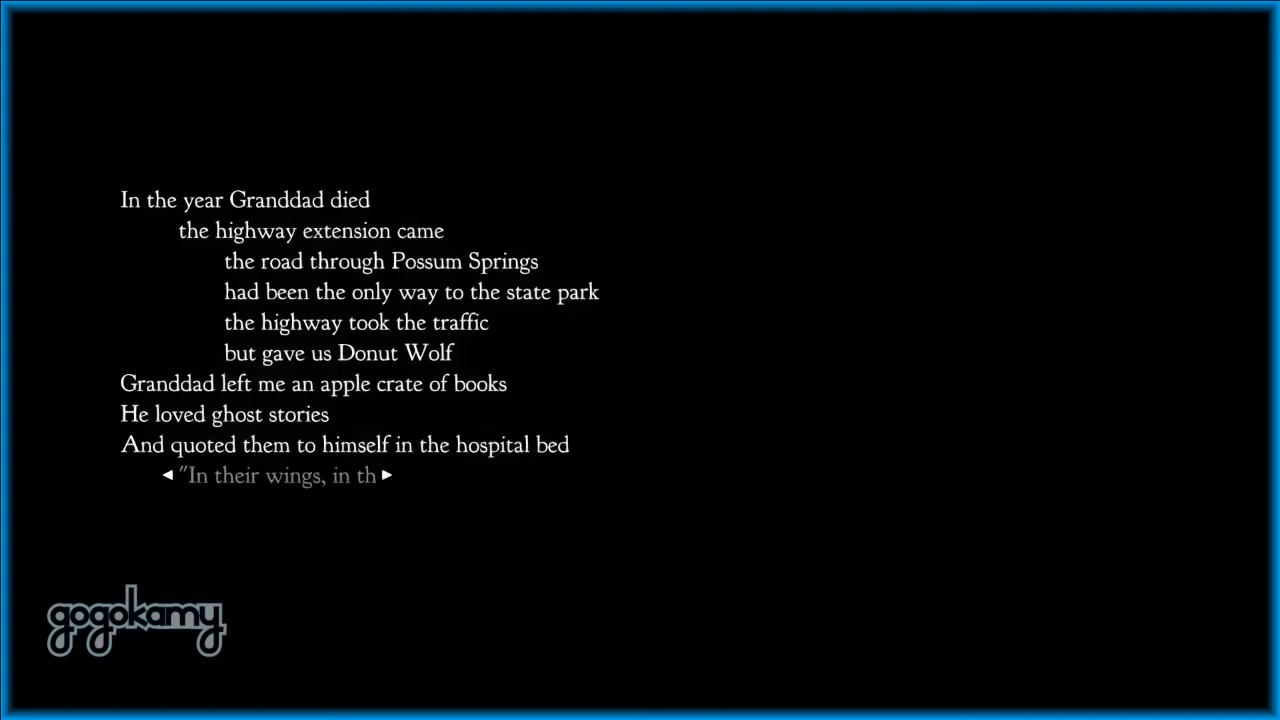 In the year Granddad died
the highway extension came
the road through Possum Springs
had been the only way to the state park
the highway took the traffic
but gave us Donut Wolf
Granddad left me an apple crate of books
He loved ghost stories
And quoted them to himself in the hospital bed
"In their wings, in th
gogokamy